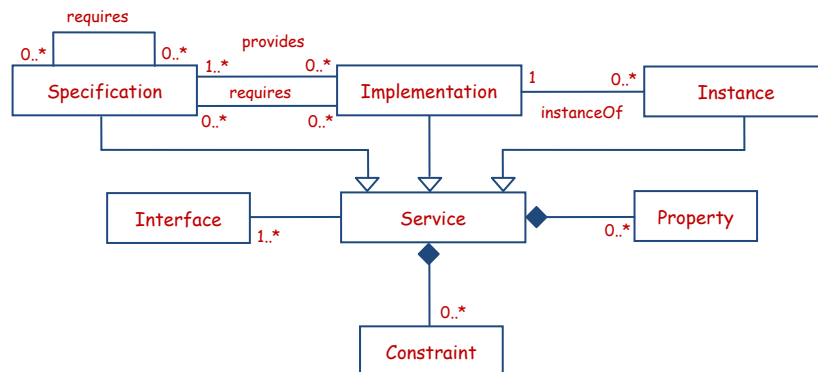 requires
0..*
0..*
provides
1..*
0..*
Specification
requires
0..*
0..*
Implementation
1
0..*
instanceOf
Instance
Interface
1..*
Service
Property
0..*
0..*
Constraint